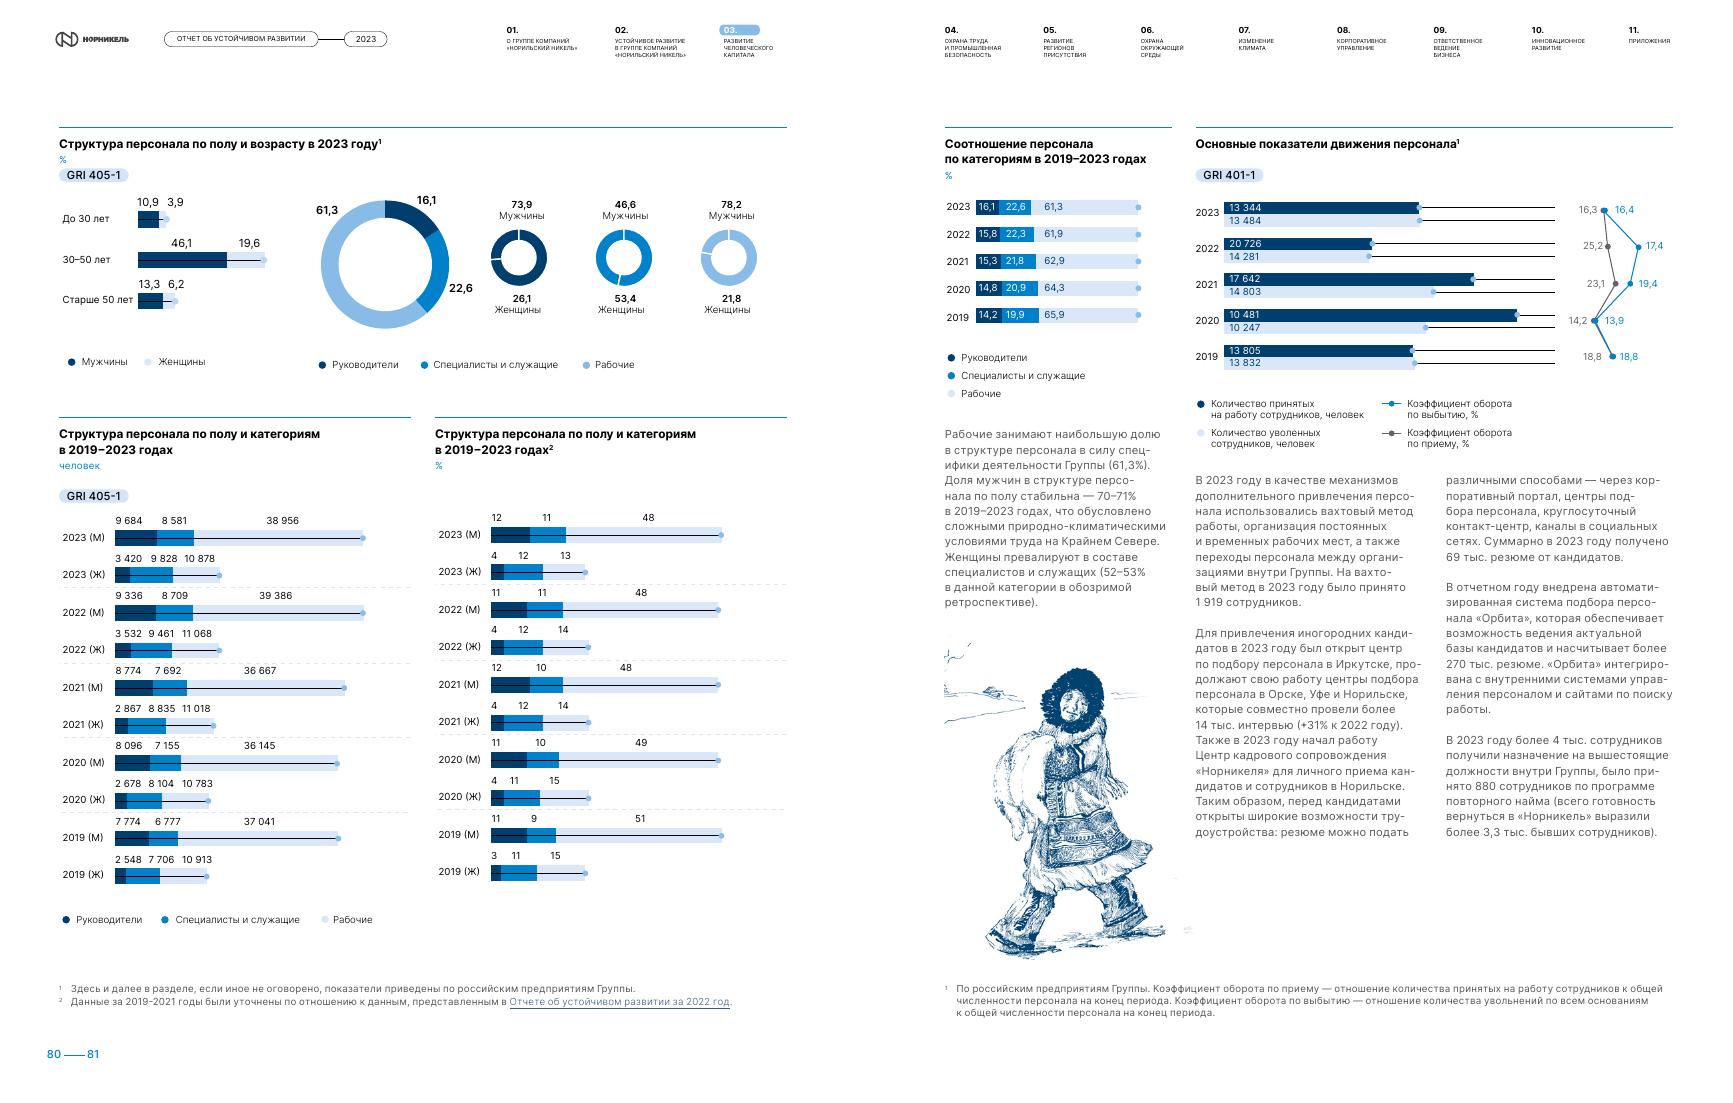 НОРНИКЕЛЬ
ОТЧЕТ ОБ УСТОЙЧИВОМ РАЗВИТИИ
2023
01.
О ГРУППЕ КОМПАНИЙ
«НОРИЛЬСКИЙ НИКЕЛЬ»
02.
УСТОЙЧИВОЕ РАЗВИТИЕ
В ГРУППЕ КОМПАНИЙ
«НОРИЛЬСКИЙ НИКЕЛЬ»
03.
РАЗВИТИЕ
ЧЕЛОВЕЧЕСКОГО
КАПИТАЛА
04.
ОХРАНА ТРУДА
И ПРОМЫШЛЕННАЯ
БЕЗОПАСНОСТЬ
05.
РАЗВИТИЕ
РЕГИОНОВ
ПРИСУТСТВИЯ
06.
ОХРАНА
ОКРУЖАЮЩЕЙ
СРЕДЫ
07.
ИЗМЕНЕНИЕ
КЛИМАТА
08.
КОРПОРАТИВНОЕ
УПРАВЛЕНИЕ
09.
ОТВЕТСТВЕННОЕ
ВЕДЕНИЕ
БИЗНЕСА
10.
ИННОВАЦИОННОЕ
РАЗВИТИЕ
11.
ПРИЛОЖЕНИЯ
Структура персонала по полу и возрасту в 2023 году¹
%
GRI 405-1
10,9 3,9
До 30 лет
46,1 19,6
30–50 лет
13,3 6,2
Старше 50 лет
Мужчины Женщины
61,3
16,1
22,6
73,9
Мужчины
26,1
Женщины
46,6
Мужчины
53,4
Женщины
78,2
Мужчины
21,8
Женщины
Руководители Специалисты и служащие Рабочие
Структура персонала по полу и категориям
в 2019–2023 годах
человек
GRI 405-1
9 684 8 581 38 956
2023 (М)
3 420 9 828 10 878
2023 (Ж)
9 336 8 709 39 386
2022 (М)
3 532 9 461 11 068
2022 (Ж)
8 774 7 692 36 667
2021 (М)
2 867 8 835 11 018
2021 (Ж)
8 096 7 155 36 145
2020 (М)
2 678 8 104 10 783
2020 (Ж)
7 774 6 777 37 041
2019 (М)
2 548 7 706 10 913
2019 (Ж)
Руководители Специалисты и служащие Рабочие
Структура персонала по полу и категориям
в 2019–2023 годах²
%
12 11 48
2023 (М)
4 12 13
2023 (Ж)
11 11 48
2022 (М)
4 12 14
2022 (Ж)
12 10 48
2021 (М)
4 12 14
2021 (Ж)
11 10 49
2020 (М)
4 11 15
2020 (Ж)
11 9 51
2019 (М)
3 11 15
2019 (Ж)
¹ Здесь и далее в разделе, если иное не оговорено, показатели приведены по российским предприятиям Группы.
² Данные за 2019-2021 годы были уточнены по отношению к данным, представленным в Отчете об устойчивом развитии за 2022 год.
80 — 81
Соотношение персонала
по категориям в 2019–2023 годах
%
2023 16,1 22,6 61,3
2022 15,8 22,3 61,9
2021 15,3 21,8 62,9
2020 14,8 20,9 64,3
2019 14,2 19,9 65,9
Руководители
Специалисты и служащие
Рабочие
Рабочие занимают наибольшую долю
в структуре персонала в силу спец-
ифики деятельности Группы (61,3%).
Доля мужчин в структуре персо-
нала по полу стабильна — 70–71%
в 2019–2023 годах, что обусловлено
сложными природно-климатическими
условиями труда на Крайнем Севере.
Женщины превалируют в составе
специалистов и служащих (52–53%
в данной категории в обозримой
ретроспективе).
Основные показатели движения персонала¹
GRI 401-1
2023
13 344
13 484
16,3 16,4
2022
20 726
14 281
25,2 17,4
2021
17 642
14 803
23,1 19,4
2020
10 481
10 247
14,2 13,9
2019
13 805
13 832
18,8 18,8
Количество принятых
на работу сотрудников, человек
Количество уволенных
сотрудников, человек
Коэффициент оборота
по выбытию, %
Коэффициент оборота
по приему, %
В 2023 году в качестве механизмов
дополнительного привлечения персо-
нала использовались вахтовый метод
работы, организация постоянных
и временных рабочих мест, а также
переходы персонала между органи-
зациями внутри Группы. На вахто-
вый метод в 2023 году было принято
1 919 сотрудников.
Для привлечения иногородних канди-
датов в 2023 году был открыт центр
по подбору персонала в Иркутске, про-
должают свою работу центры подбора
персонала в Орске, Уфе и Норильске,
которые совместно провели более
14 тыс. интервью (+31% к 2022 году).
Также в 2023 году начал работу
Центр кадрового сопровождения
«Норникеля» для личного приема кан-
дидатов и сотрудников в Норильске.
Таким образом, перед кандидатами
открыты широкие возможности тру-
доустройства: резюме можно подать
различными способами — через кор-
поративный портал, центры под-
бора персонала, круглосуточный
контакт-центр, каналы в социальных
сетях. Суммарно в 2023 году получено
69 тыс. резюме от кандидатов.
В отчетном году внедрена автомати-
зированная система подбора персо-
нала «Орбита», которая обеспечивает
возможность ведения актуальной
базы кандидатов и насчитывает более
270 тыс. резюме. «Орбита» интегриро-
вана с внутренними системами управ-
ления персоналом и сайтами по поиску
работы.
В 2023 году более 4 тыс. сотрудников
получили назначение на вышестоящие
должности внутри Группы, было при-
нято 880 сотрудников по программе
повторного найма (всего готовность
вернуться в «Норникель» выразили
более 3,3 тыс. бывших сотрудников).
¹ По российским предприятиям Группы. Коэффициент оборота по приему — отношение количества принятых на работу сотрудников к общей
численности персонала на конец периода. Коэффициент оборота по выбытию — отношение количества увольнений по всем основаниям
к общей численности персонала на конец периода.